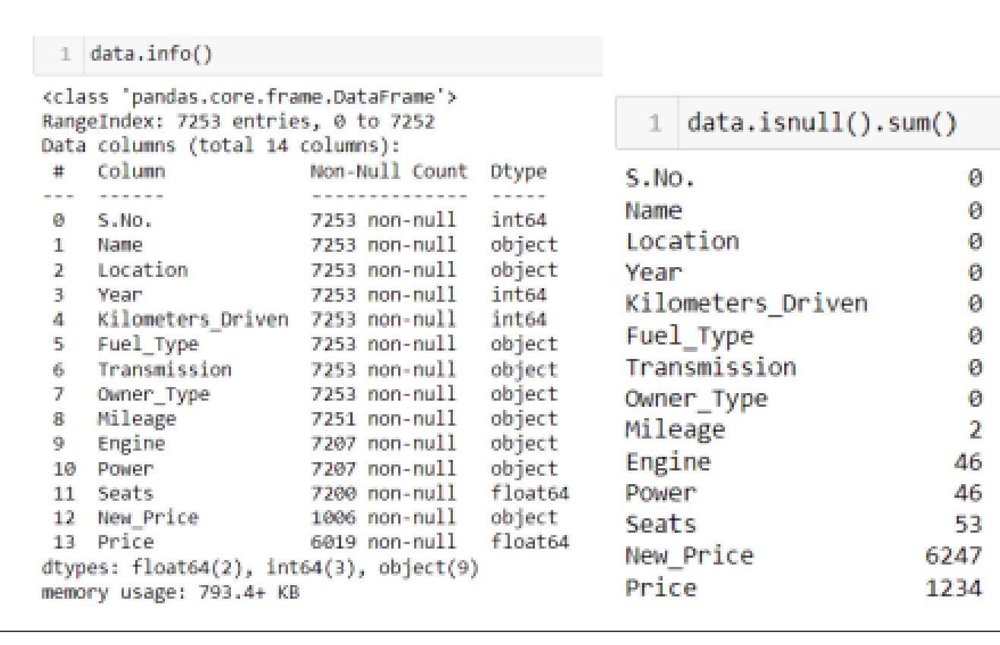 1 data.info()
<class 'pandas.core.frame.DataFrame'>
RangeIndex: 7253 entries, 0 to 7252
Data columns (total 14 columns):
# Column Non-Null Count Dtype
--- ------ -------------- -----
0 S.No. 7253 non-null int64
1 Name 7253 non-null object
2 Location 7253 non-null object
3 Year 7253 non-null int64
4 Kilometers_Driven 7253 non-null int64
5 Fuel_Type 7253 non-null object
6 Transmission 7253 non-null object
7 Owner_Type 7253 non-null object
8 Mileage 7251 non-null object
9 Engine 7207 non-null object
10 Power 7207 non-null object
11 Seats 7200 non-null float64
12 New_Price 1006 non-null object
13 Price 6019 non-null float64
dtypes: float64(2), int64(3), object(9)
memory usage: 793.4+ KB
1 data.isnull().sum()
S.No. 0
Name 0
Location 0
Year 0
Kilometers_Driven 0
Fuel_Type 0
Transmission 0
Owner_Type 0
Mileage 2
Engine 46
Power 46
Seats 53
New_Price 6247
Price 1234